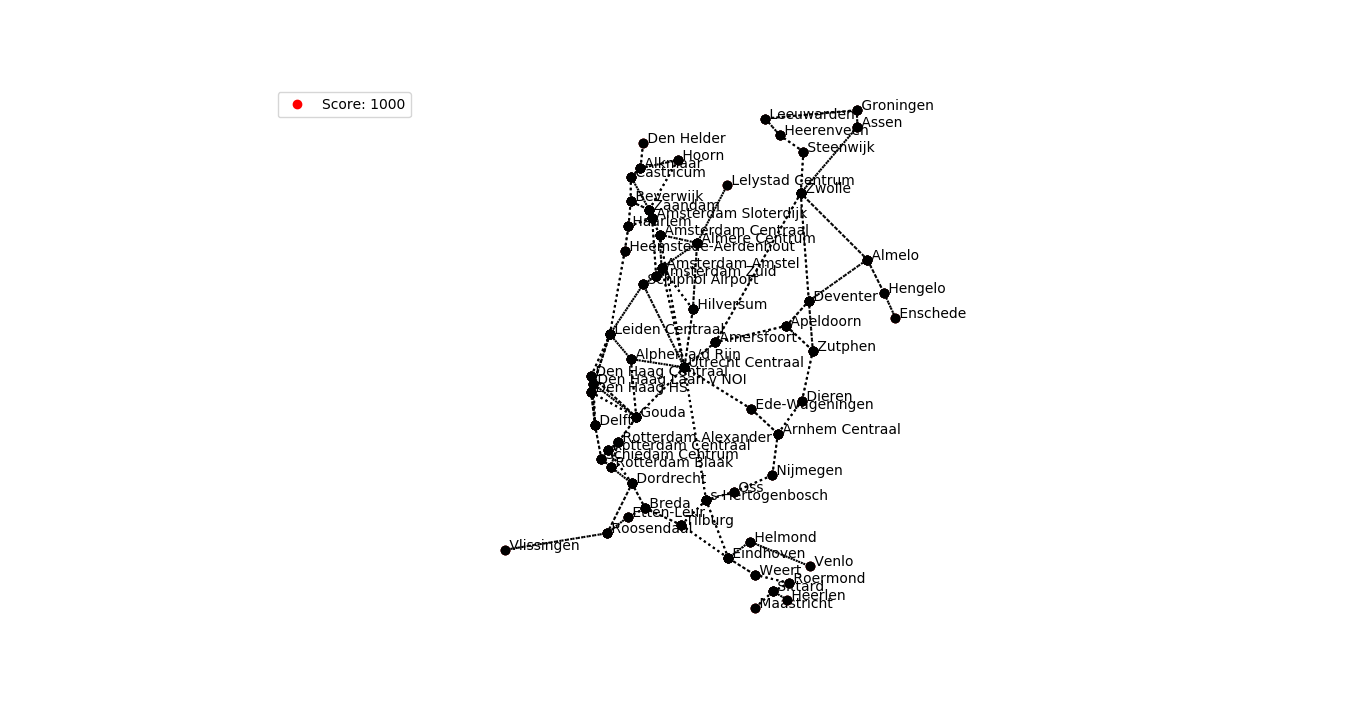 Score: 1000
Groningen
Leeuwarden
Assen
Heerenveen
Den Helder
Steenwijk
Hoorn
Alkmaar
Castricum
Lelystad Centrum
Zwolle
Beverwijk
Zaandam
Amsterdam Sloterdijk
Haarlem
Amsterdam Centraal
Almere Centrum
Heemstede-Aerdenhout
Almelo
Amsterdam Amstel
Amsterdam Zuid
Schiphol Airport
Hengelo
Deventer
Hilversum
Enschede
Apeldoorn
Leiden Centraal
Amersfoort
Zutphen
Alphen a/d Rijn
Utrecht Centraal
Den Haag Centraal
Den Haag Laan v NOI
Den Haag HS
Dieren
Ede-Wageningen
Gouda
Delft
Arnhem Centraal
Rotterdam Alexander
Rotterdam Centraal
Schiedam Centrum
Rotterdam Blaak
Nijmegen
Dordrecht
Oss
s-Hertogenbosch
Breda
Etten-Leur
Tilburg
Roosendaal
Helmond
Vlissingen
Eindhoven
Venlo
Weert
Roermond
Sittard
Heerlen
Maastricht